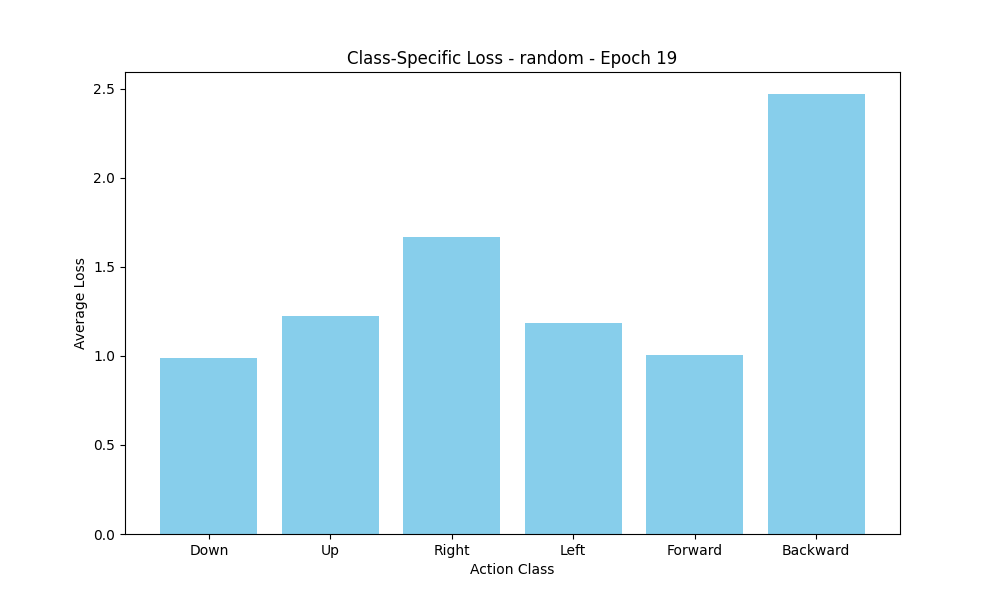 Class-Specific Loss - random - Epoch 19
2.5
2.0
1.5
1.0
0.5
0.0
Average Loss
Down Up Right Left Forward Backward
Action Class